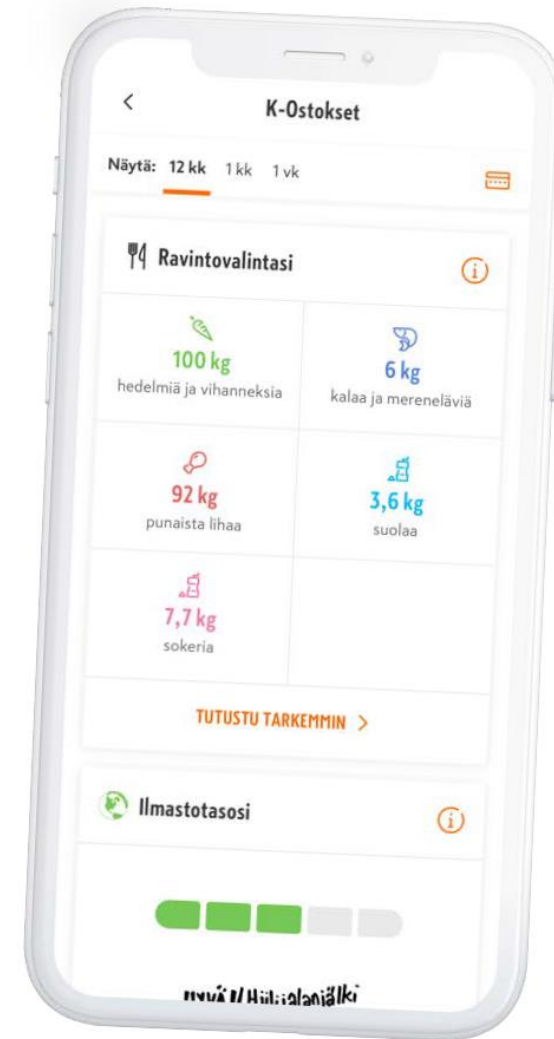 K-Ostokset
Näytä: 12 kk 1 kk 1 vk
Ravintovalintasi
100 kg
hedelmiä ja vihanneksia
6 kg
kalaa ja mereneläviä
92 kg
punaista lihaa
3,6 kg
suolaa
7,7 kg
sokeria
TUTUSTU TARKEMMIN >
Ilmastotasosi